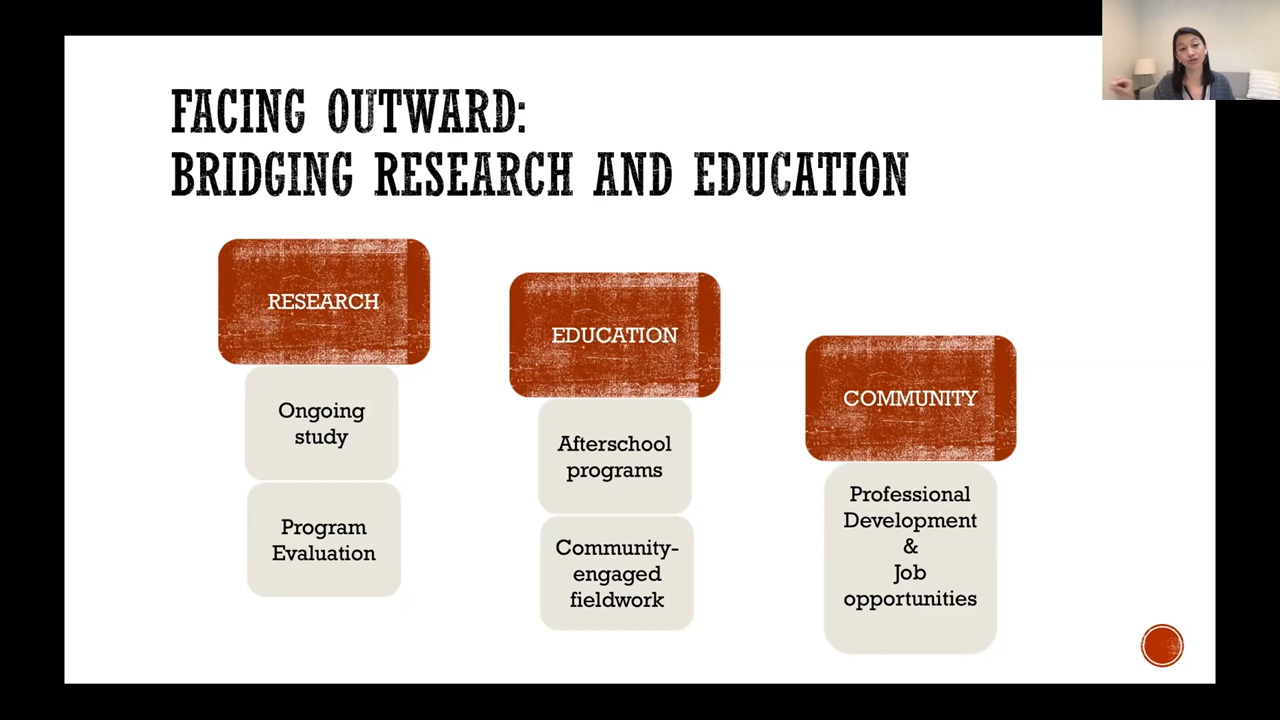 FACING OUTWARD:
BRIDGING RESEARCH AND EDUCATION
RESEARCH
Ongoing
study
Program
Evaluation
EDUCATION
Afterschool
programs
Community-
engaged
fieldwork
COMMUNITY
Professional
Development
&
Job
opportunities